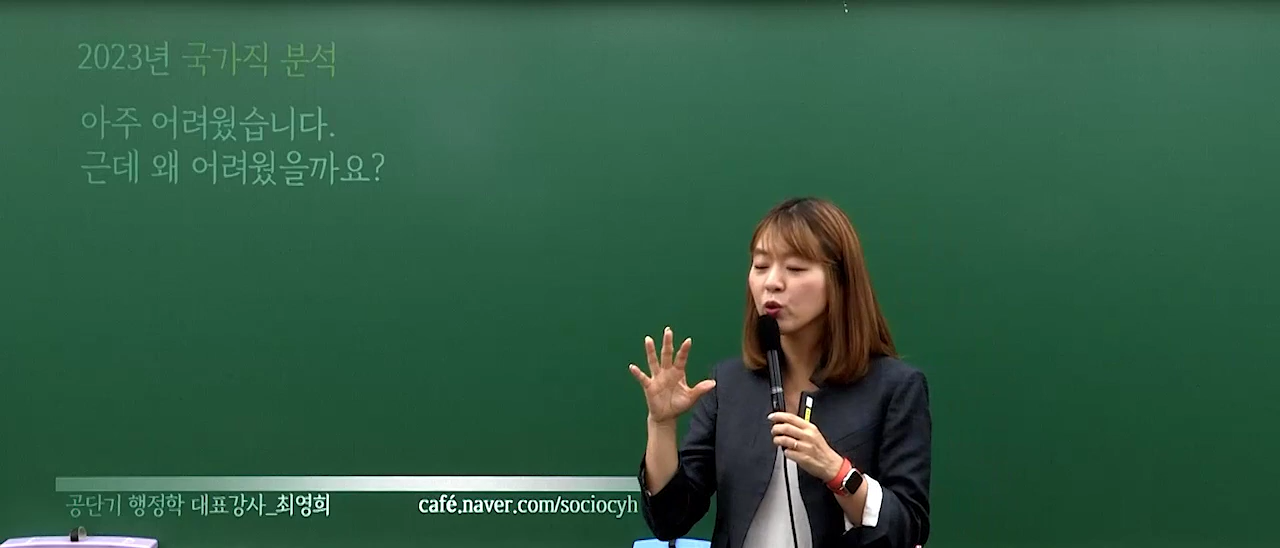 2023년 국가직 분석
아주 어려웠습니다.
근데 왜 어려웠을까요?
공단기 행정학 대표강사_최영희
café.naver.com/sociocyh